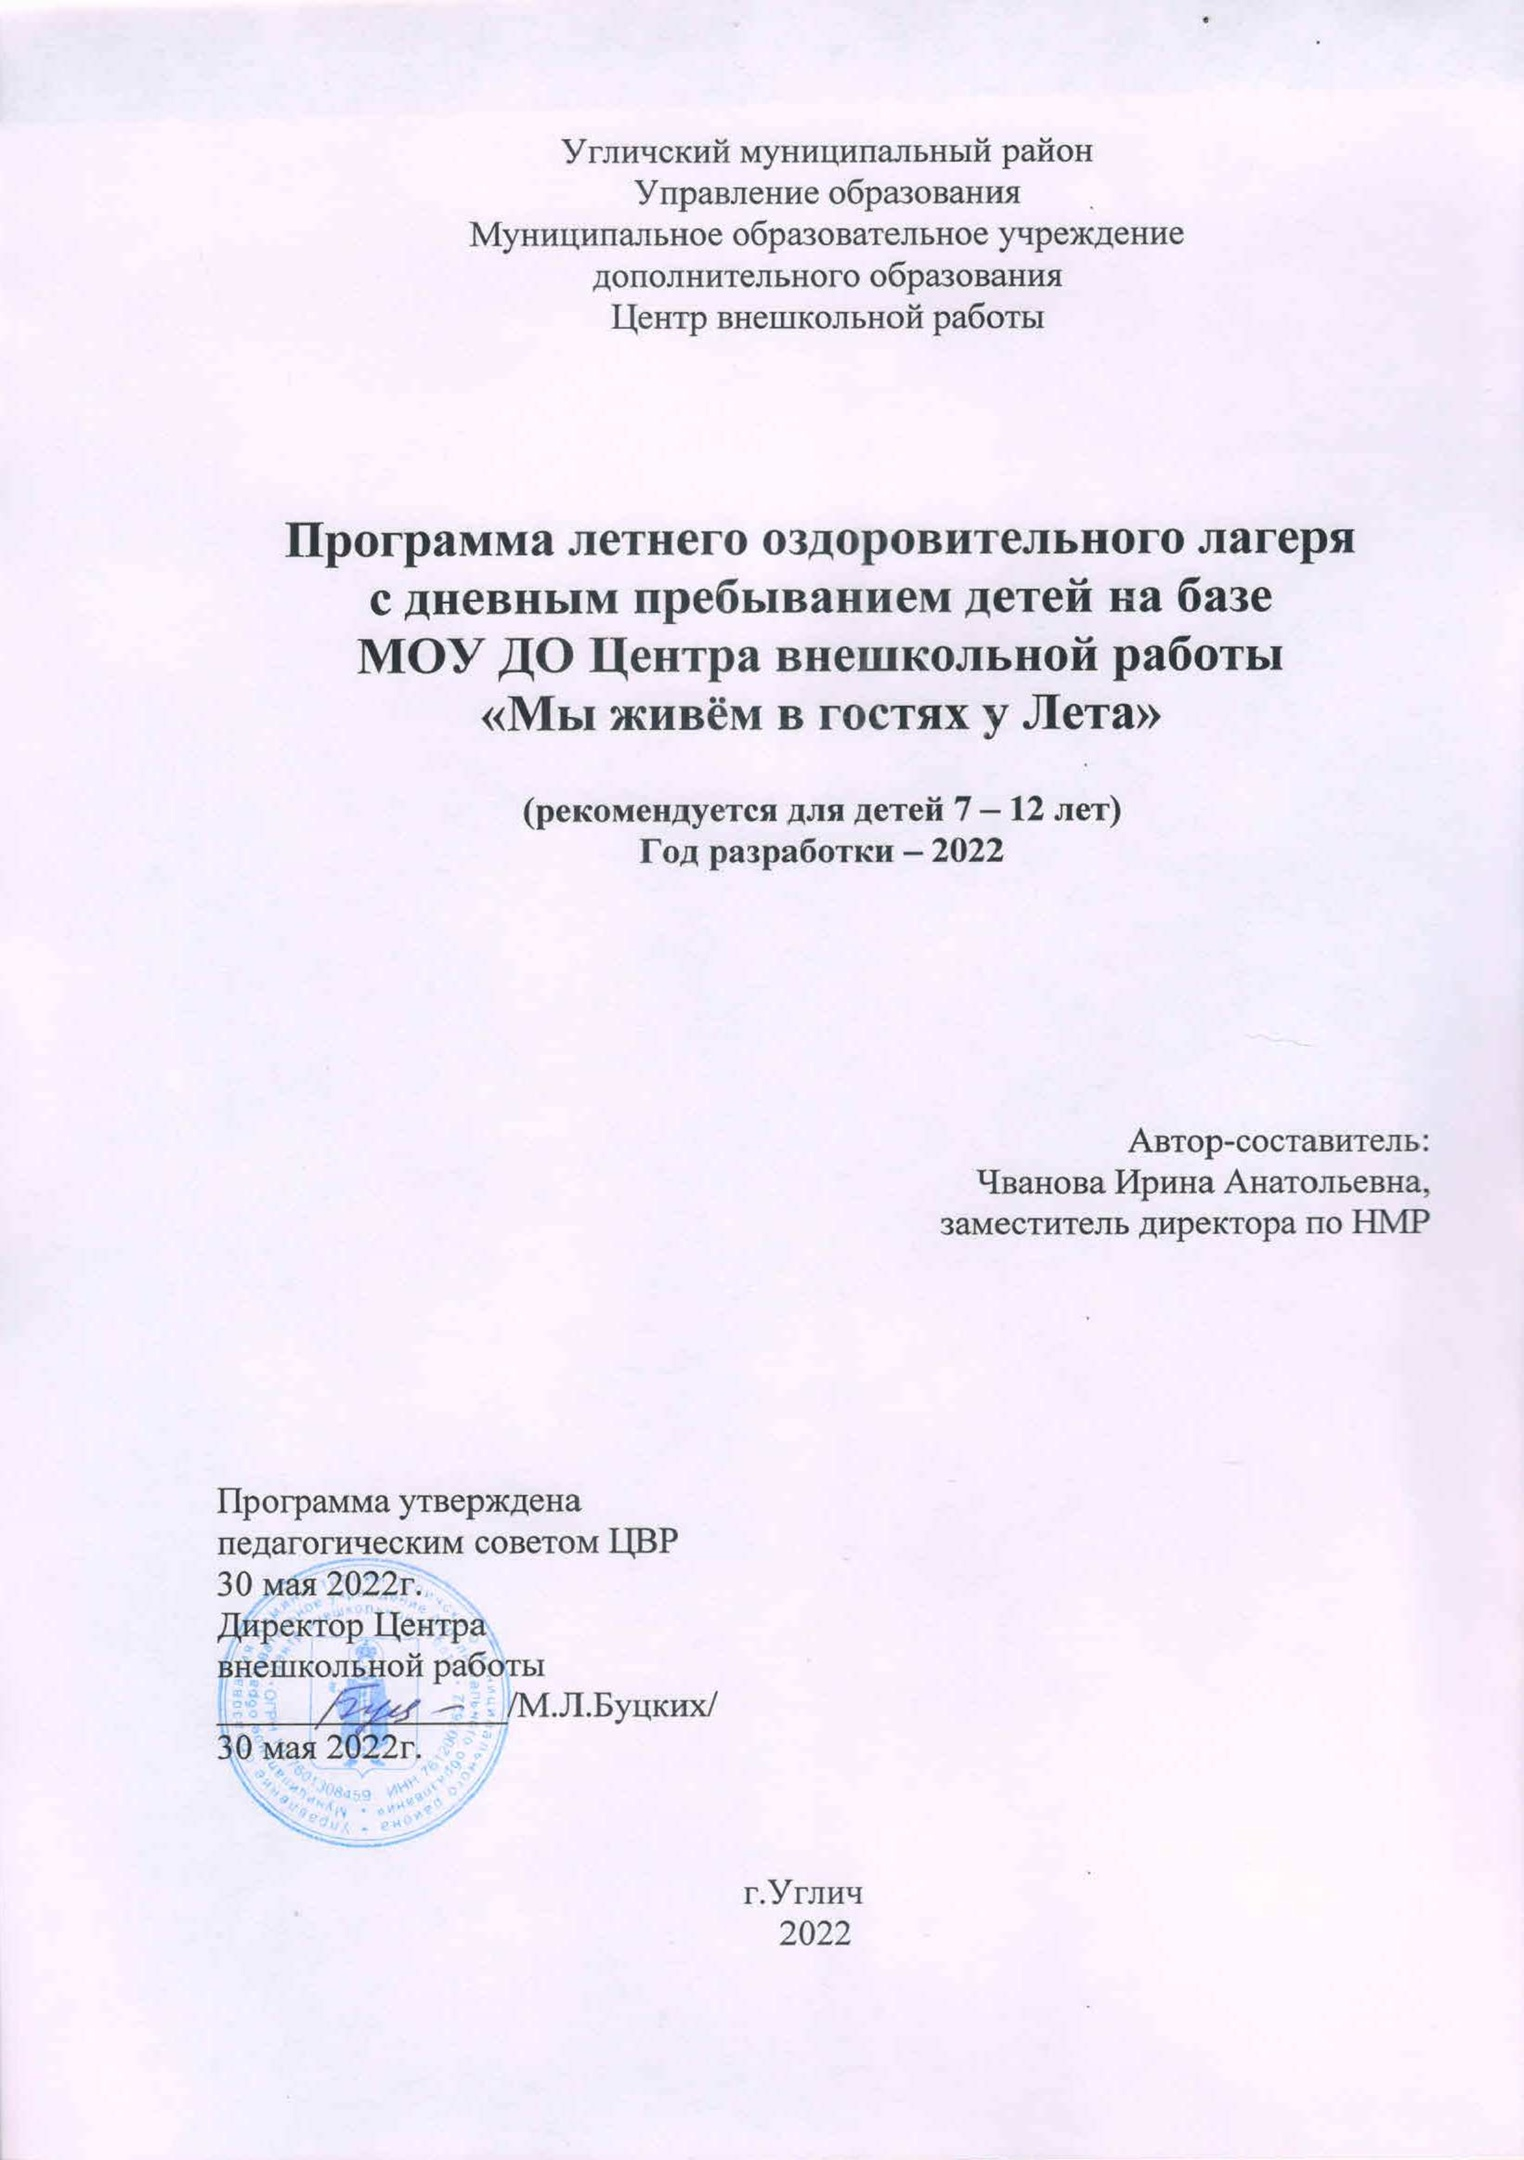 Угличский муниципальный район
Управление образования
Муниципальное образовательное учреждение
дополнительного образования
Центр внешкольной работы
Программа летнего оздоровительного лагеря
с дневным пребыванием детей на базе
МОУ ДО Центра внешкольной работы
«Мы живём в гостях у Лета»
(рекомендуется для детей 7 – 12 лет)
Год разработки – 2022
Автор-составитель:
Чванова Ирина Анатольевна,
заместитель директора по НМР
Программа утверждена
педагогическим советом ЦВР
30 мая 2022г.
Директор Центра
внешкольной работы
/М.Л.Буцких/
30 мая 2022г.
г.Углич
2022